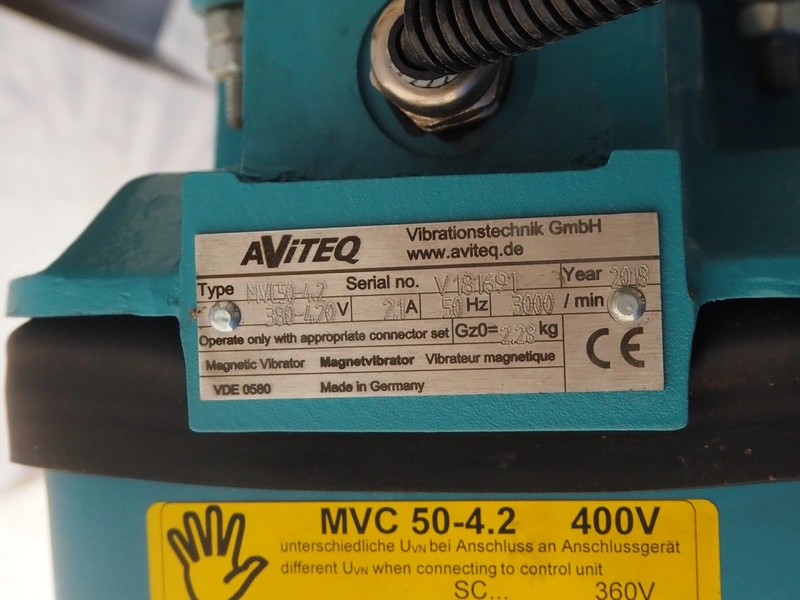 AViTEQ Vibrationstechnik GmbH
www.aviteq.de
Type MVC50-4.2 Serial no. V181691 Year 2018
380-420 V 2.1 A 50 Hz 3000 / min
Operate only with appropriate connector set Gz0= 2.28 kg
Magnetic Vibrator Magnetvibrator Vibrateur magnetique
VDE 0580 Made in Germany
CE
MVC 50-4.2 400V
unterschiedliche UVN bei Anschluss an Anschlussgerät
different UVN when connecting to control unit
SC... 360V